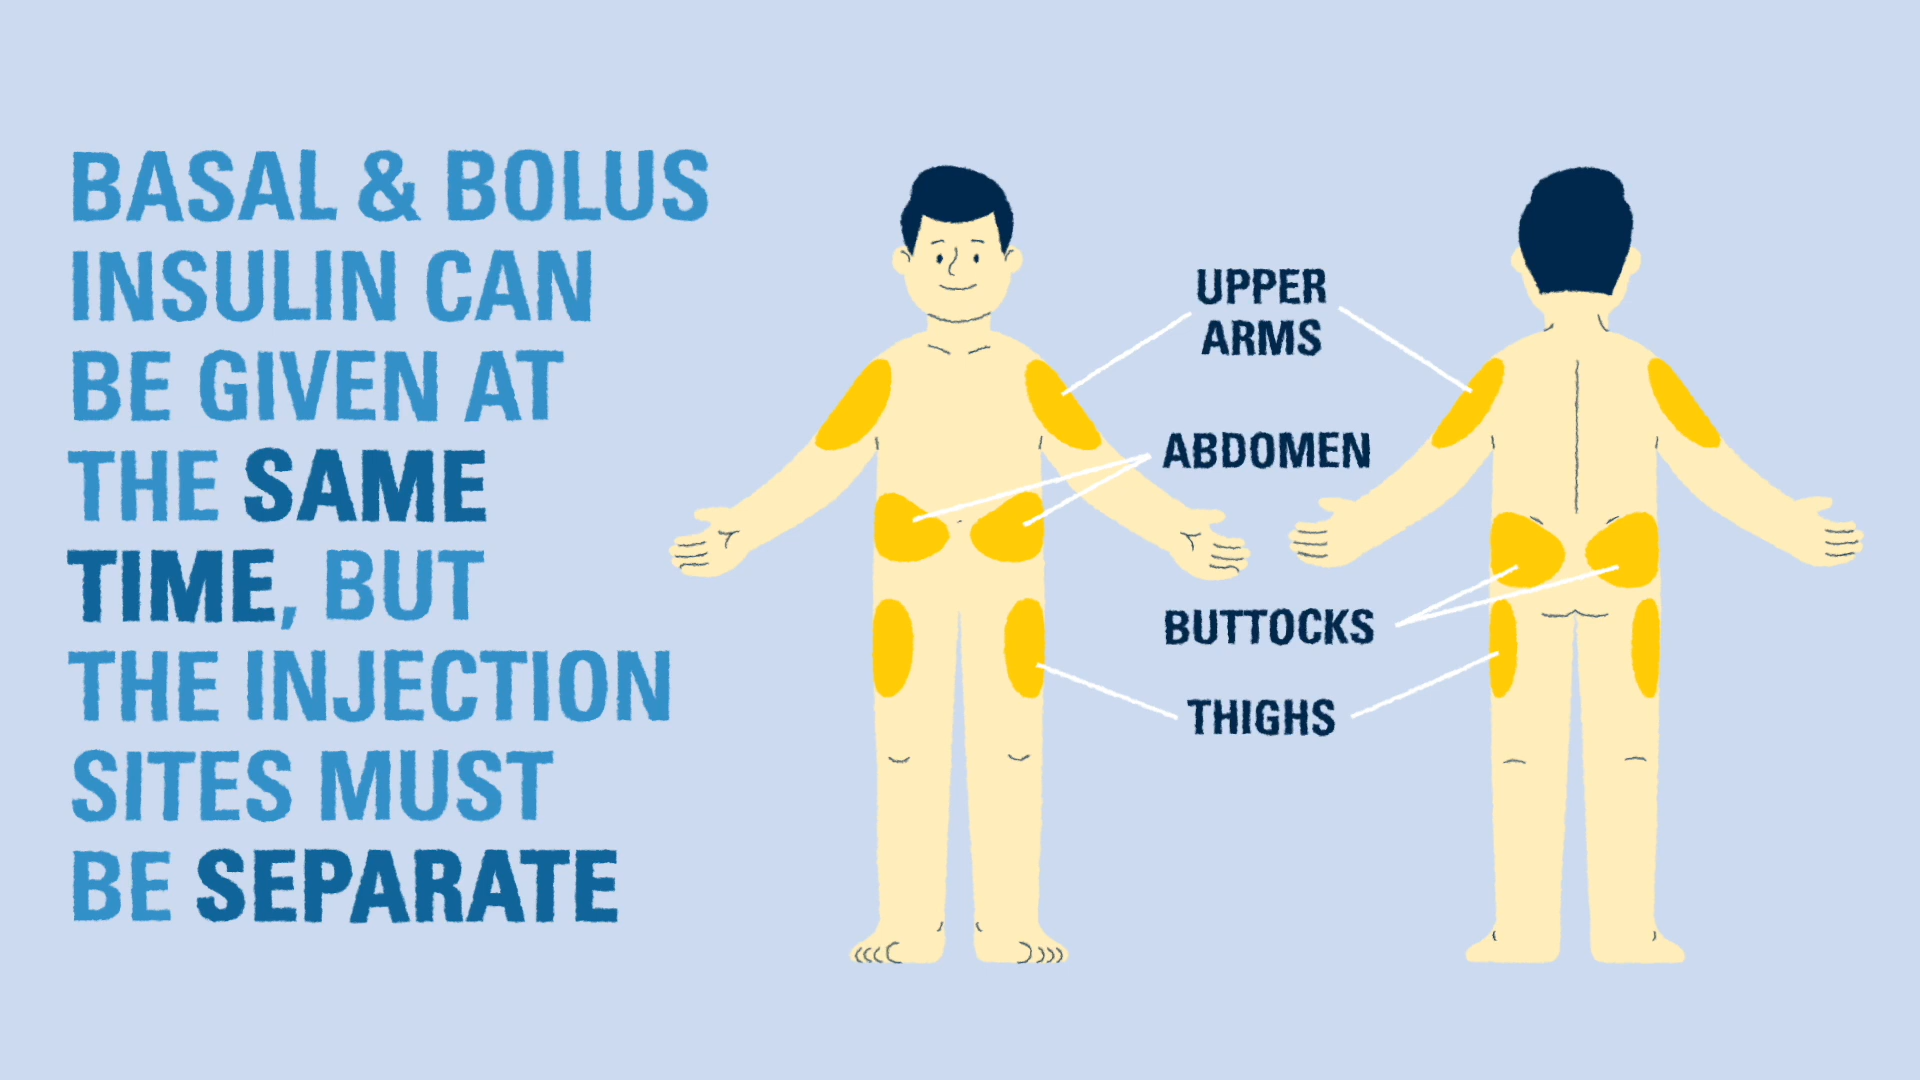 BASAL & BOLUS
INSULIN CAN
BE GIVEN AT
THE SAME
TIME, BUT
THE INJECTION
SITES MUST
BE SEPARATE
UPPER
ARMS
ABDOMEN
BUTTOCKS
THIGHS